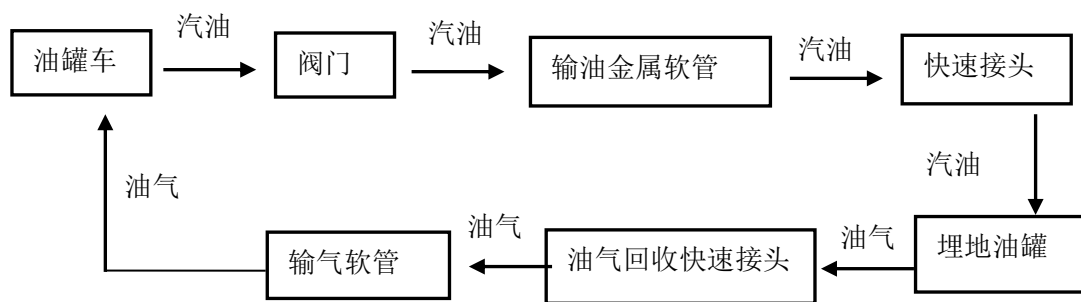 汽油
汽油
汽油
油罐车
阀门
输油金属软管
快速接头
汽油
油气
油气
油气
输气软管
油气回收快速接头
埋地油罐